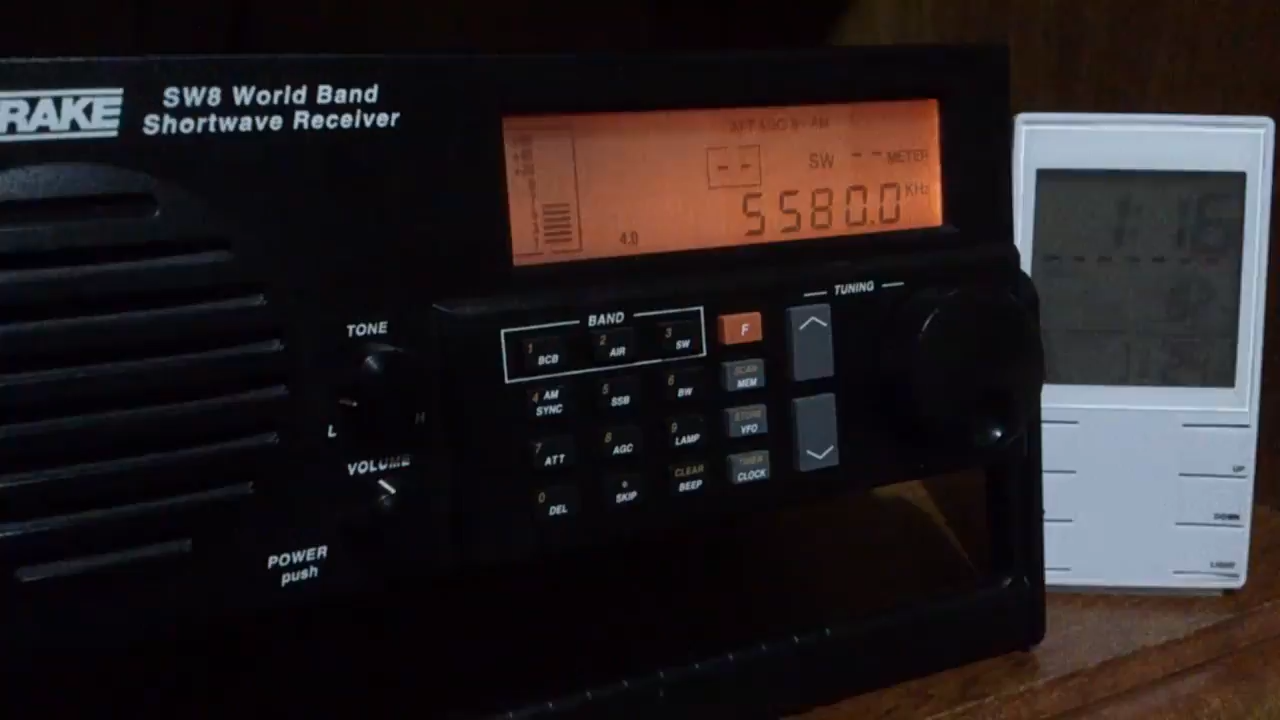 RAKE
SW8 World Band
Shortwave Receiver
SW -- METER
--
5580.0 KHz
4.0
TONE
L H
VOLUME
POWER
push
BAND
1 BCB
2 AIR
3 SW
F
TUNING
4 AM SYNC
5 SSB
6 BW
SCAN
MEM
7 ATT
8 AGC
9 LAMP
STORE
VFO
0 DEL
• SKIP
CLEAR
BEEP
TIMER
CLOCK
UP
DOWN
LIGHT